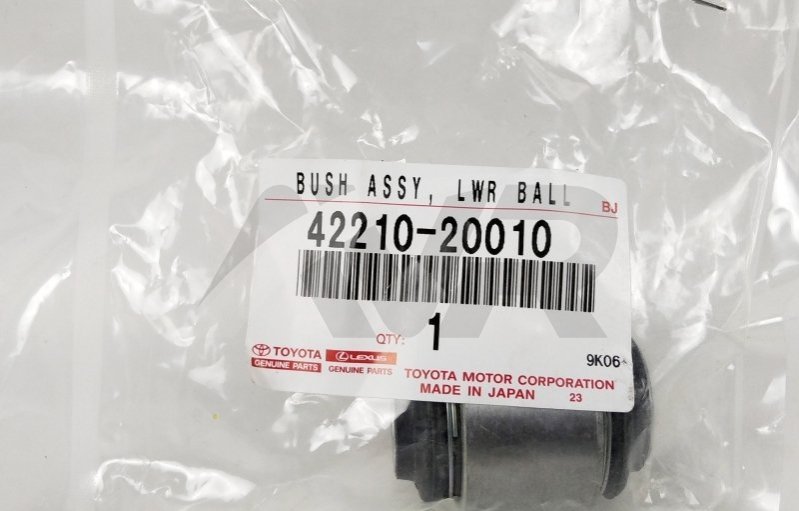 BUSH ASSY, LWR BALL
BJ
42210-20010
QTY: 1
9K06
TOYOTA LEXUS
GENUINE PARTS GENUINE PARTS
TOYOTA MOTOR CORPORATION
MADE IN JAPAN 23